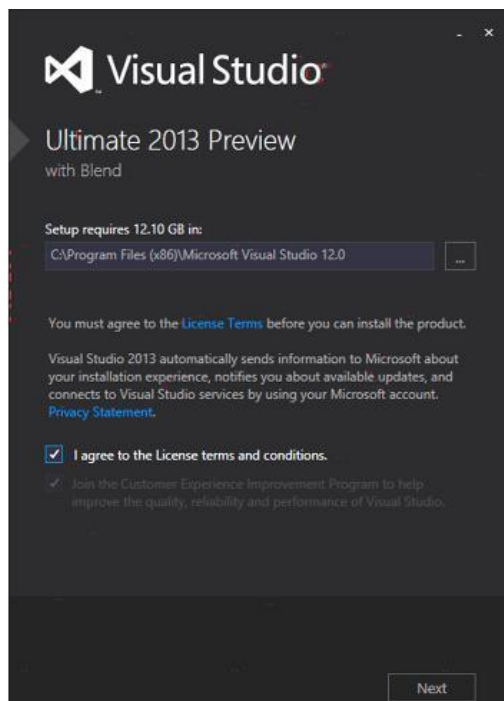 Visual Studio
Ultimate 2013 Preview
with Blend
Setup requires 12.10 GB in:
C:\Program Files (x86)\Microsoft Visual Studio 12.0
...
You must agree to the License Terms before you can install the product.
Visual Studio 2013 automatically sends information to Microsoft about
your installation experience, notifies you about available updates, and
connects to Visual Studio services by using your Microsoft account.
Privacy Statement.
I agree to the License terms and conditions.
Join the Customer Experience Improvement Program to help
improve the quality, reliability and performance of Visual Studio.
Next